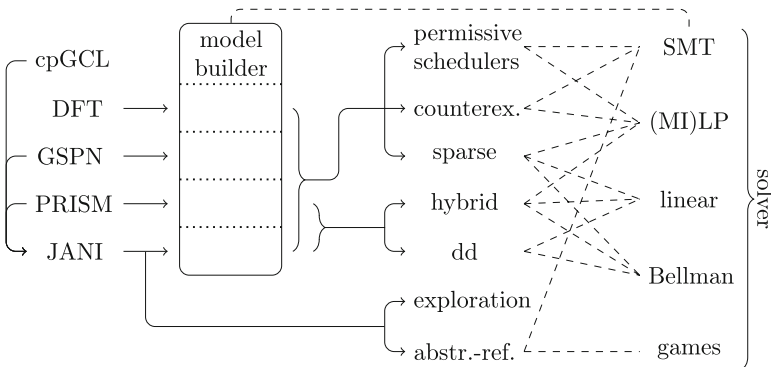 cpGCL
DFT
GSPN
PRISM
JANI
model
builder
permissive
schedulers
counterex.
sparse
hybrid
dd
exploration
abstr.-ref.
SMT
(MI)LP
linear
Bellman
games
solver